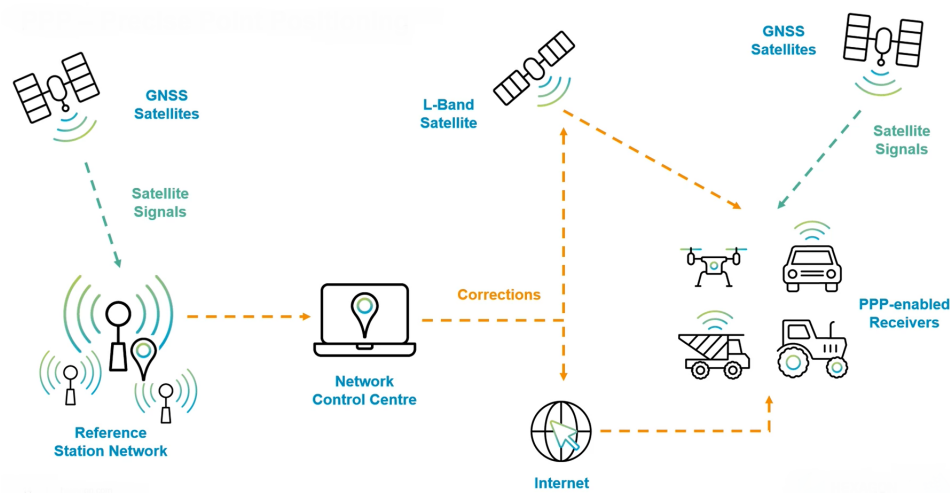 GNSS
Satellites
Satellite
Signals
Reference
Station Network
Network
Control Centre
Corrections
L-Band
Satellite
Internet
GNSS
Satellites
Satellite
Signals
PPP-enabled
Receivers